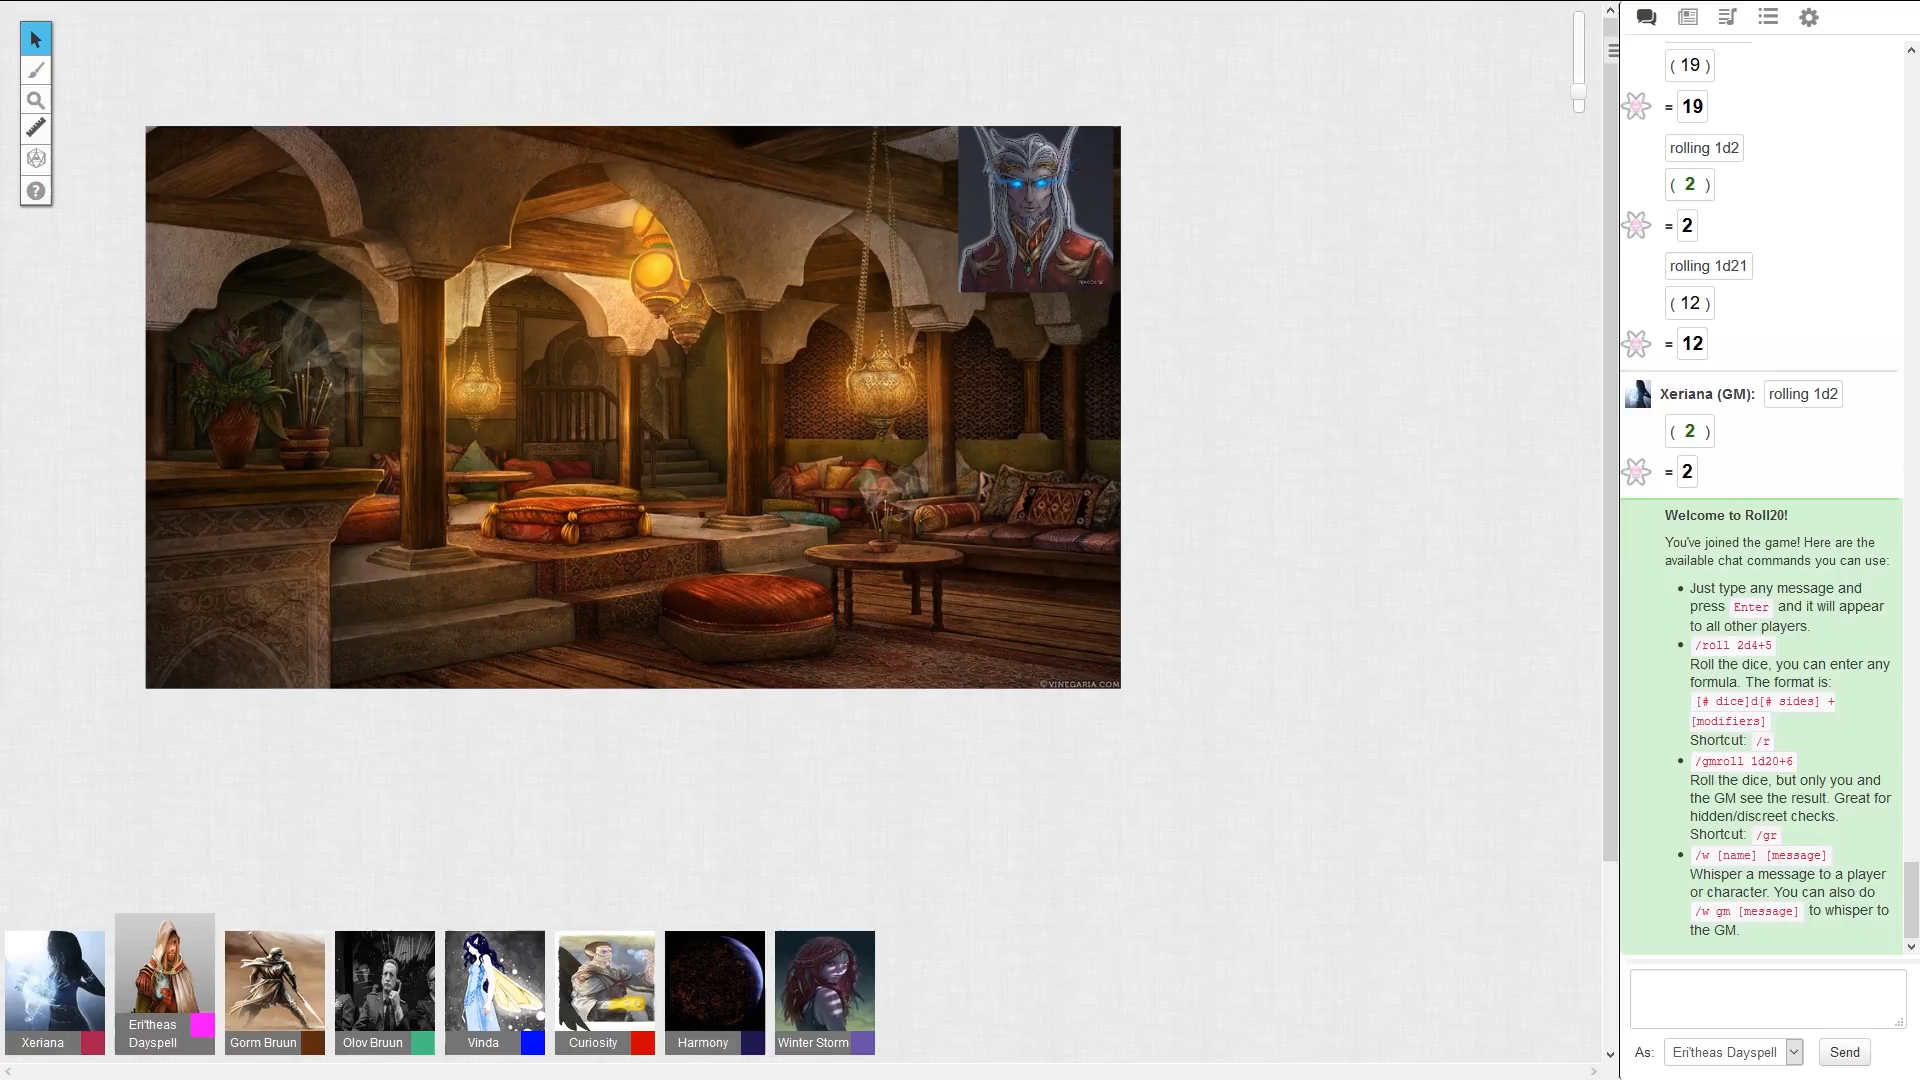 ( 19 )
= 19
rolling 1d2
( 2 )
= 2
rolling 1d21
( 12 )
= 12
Xeriana (GM): rolling 1d2
( 2 )
= 2
Welcome to Roll20!
You've joined the game! Here are the
available chat commands you can use:
• Just type any message and
press Enter and it will appear
to all other players.
• /roll 2d4+5
Roll the dice, you can enter any
formula. The format is:
[# dice]d[# sides] +
[modifiers]
Shortcut: /r
• /gmroll 1d20+6
Roll the dice, but only you and
the GM see the result. Great for
hidden/discreet checks.
Shortcut: /gr
• /w [name] [message]
Whisper a message to a player
or character. You can also do
/w gm [message] to whisper to
the GM.
©VINEGARIA.COM
Xeriana
Eri'theas
Dayspell
Gorm Bruun
Olov Bruun
Vinda
Curiosity
Harmony
Winter Storm
As: Eri'theas Dayspell Send